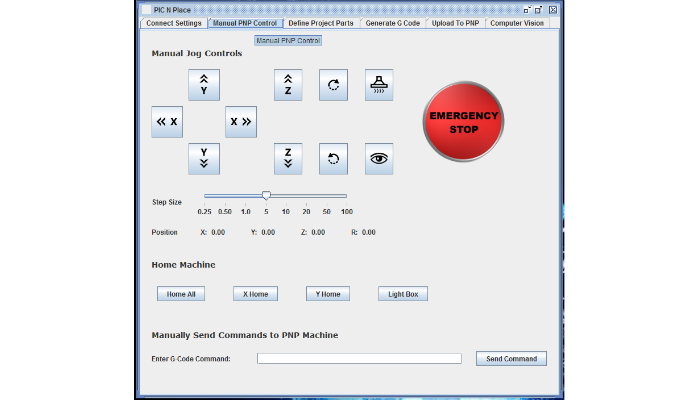 PIC N Place
Connect Settings Manual PNP Control Define Project Parts Generate G Code Upload To PNP Computer Vision
Manual PNP Control
Manual Jog Controls
Y Z
X X
EMERGENCY
STOP
Y Z
Step Size
0.25 0.50 1.0 5 10 20 50 100
Position X: 0.00 Y: 0.00 Z: 0.00 R: 0.00
Home Machine
Home All X Home Y Home Light Box
Manually Send Commands to PNP Machine
Enter G Code Command: Send Command